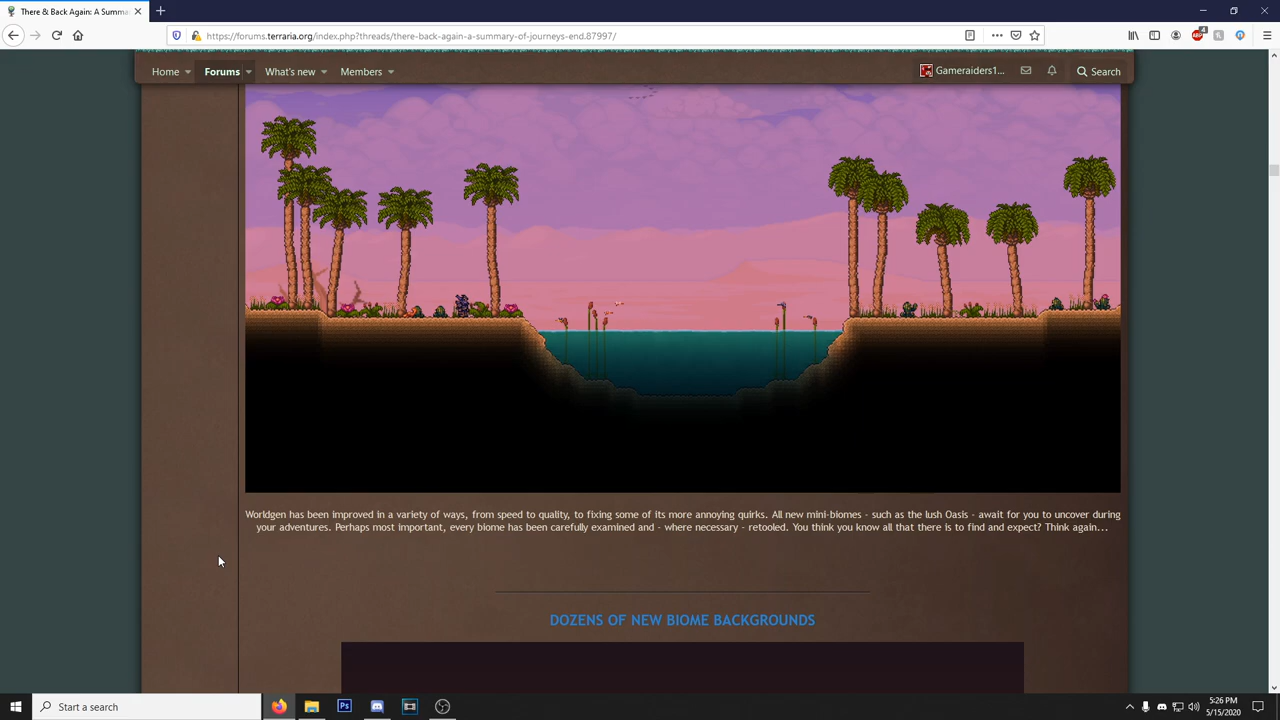 There & Back Again: A Summa
https://forums.terraria.org/index.php?threads/there-back-again-a-summary-of-journeys-end.87997/
Home Forums What's new Members Gameraiders1... Search
Worldgen has been improved in a variety of ways, from speed to quality, to fixing some of its more annoying quirks. All new mini-biomes - such as the lush Oasis - await for you to uncover during
your adventures. Perhaps most important, every biome has been carefully examined and - where necessary - retooled. You think you know all that there is to find and expect? Think again...
DOZENS OF NEW BIOME BACKGROUNDS
Start a search
Ps
5:26 PM
5/15/2020